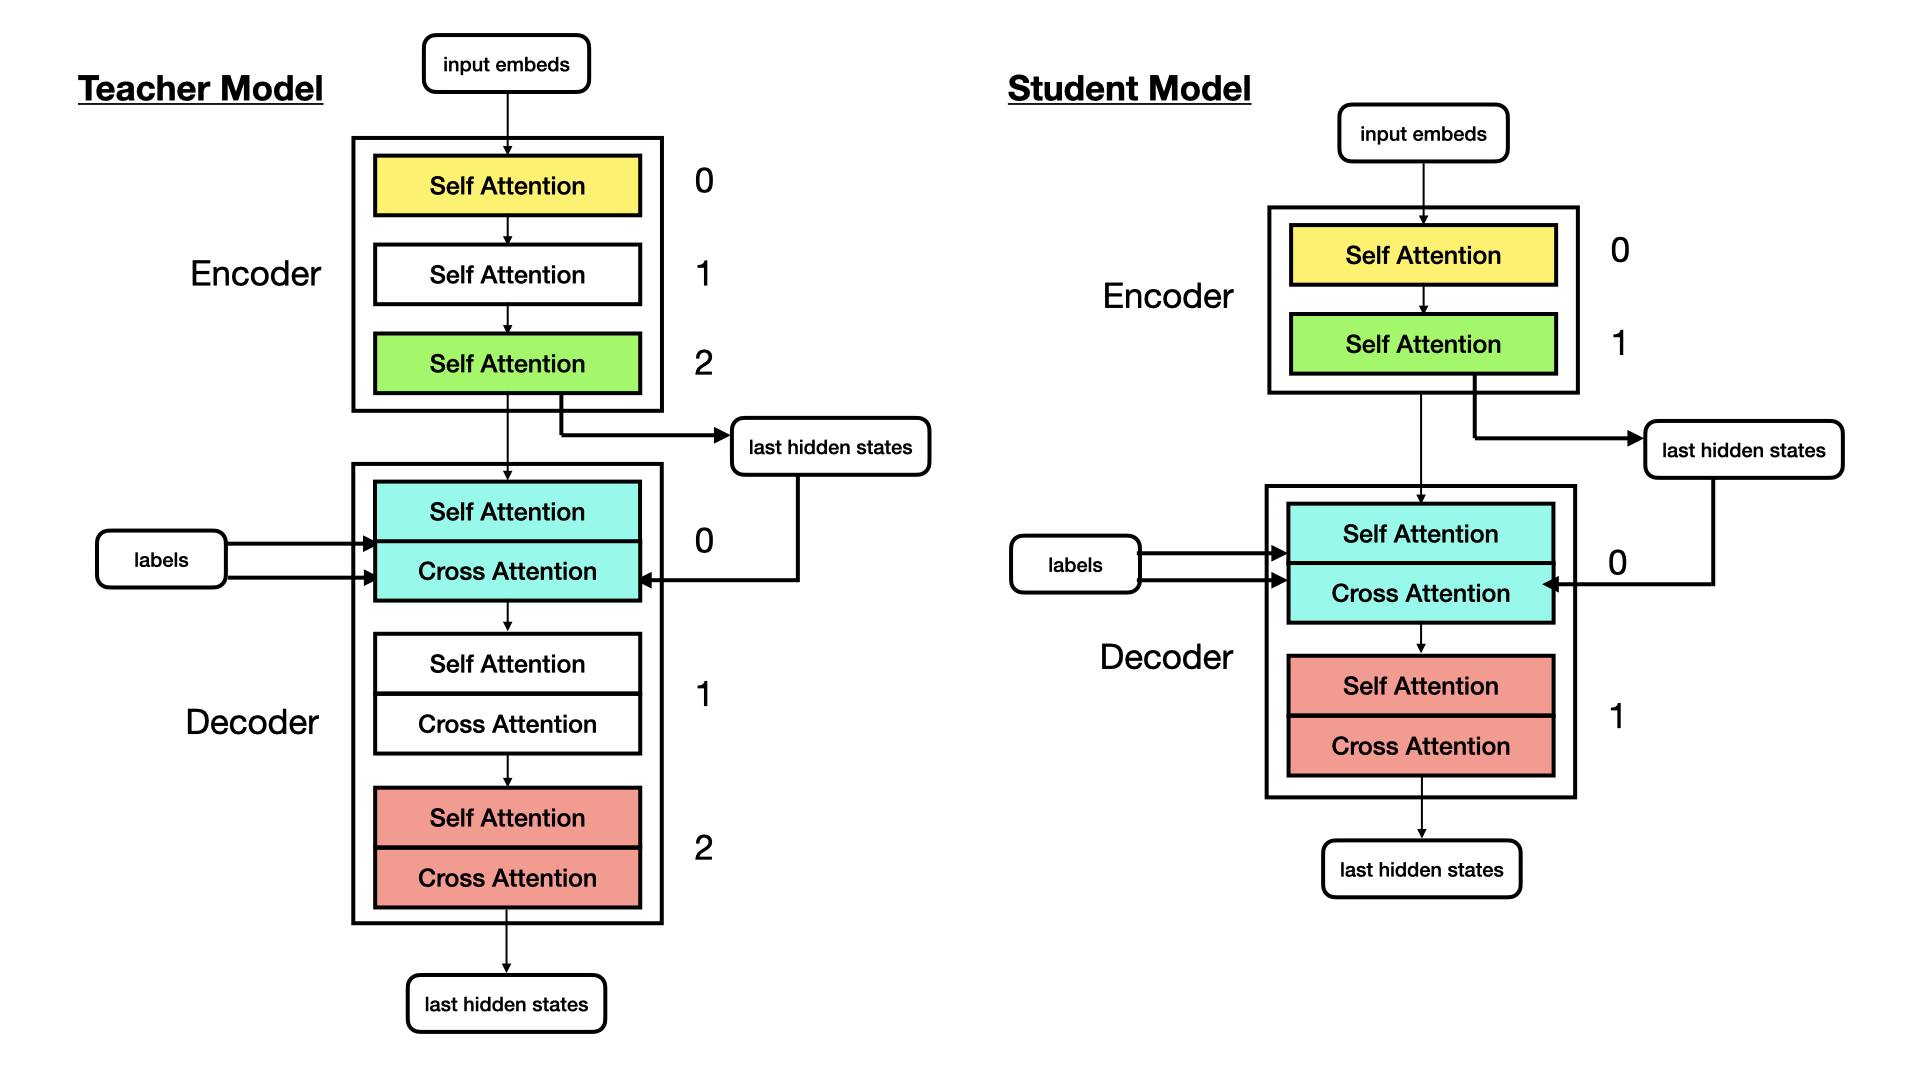 Teacher Model
input embeds
Self Attention
0
Encoder
Self Attention
1
Self Attention
2
last hidden states
labels
Self Attention
Cross Attention
0
Decoder
Self Attention
Cross Attention
1
Self Attention
Cross Attention
2
last hidden states
Student Model
input embeds
Self Attention
0
Encoder
Self Attention
1
last hidden states
labels
Self Attention
Cross Attention
0
Decoder
Self Attention
Cross Attention
1
last hidden states